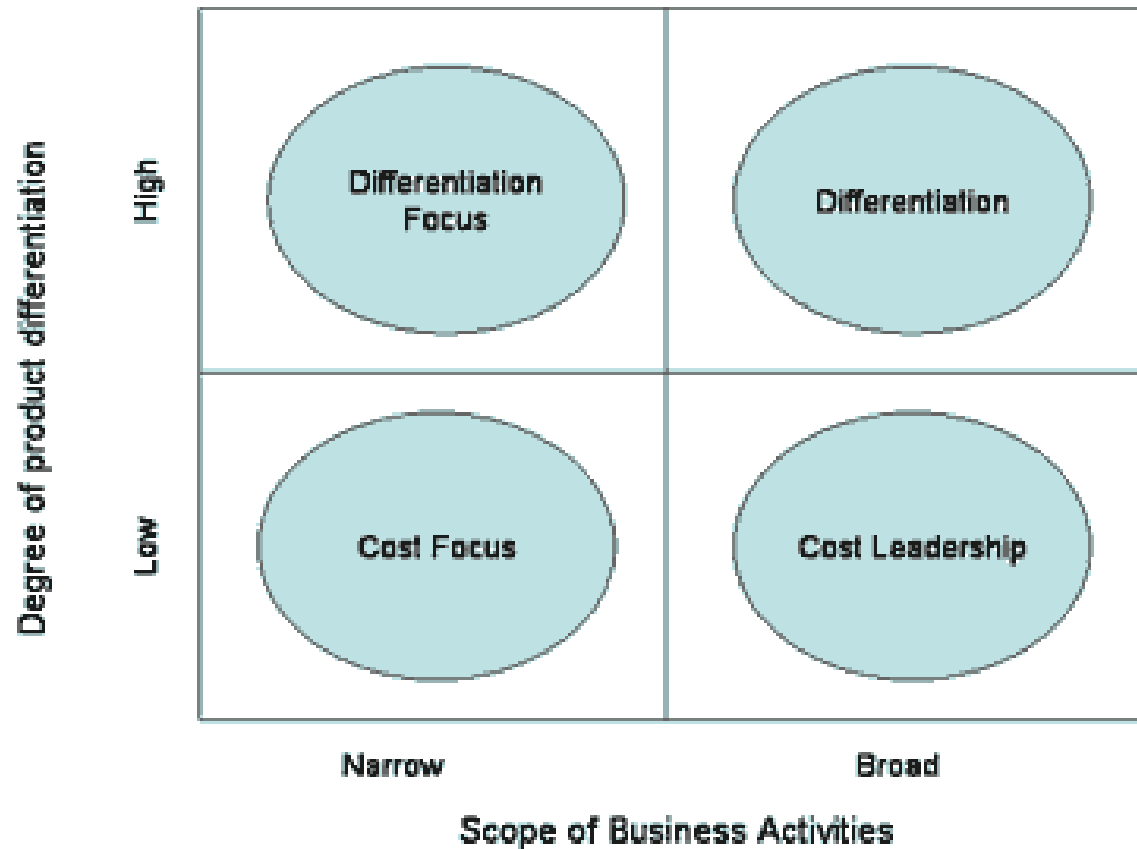 Degree of product differentiation
High
Differentiation
Focus
Differentiation
Low
Cost Focus
Cost Leadership
Narrow
Broad
Scope of Business Activities